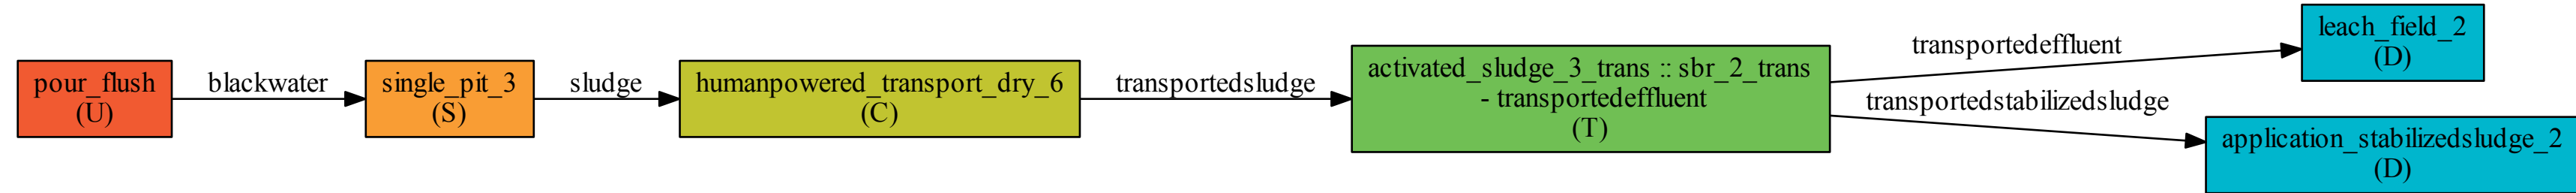 pour_flush
(U)
blackwater
single_pit_3
(S)
sludge
humanpowered_transport_dry_6
(C)
transportedsludge
activated_sludge_3_trans :: sbr_2_trans
- transportedeffluent
(T)
transportedeffluent
leach_field_2
(D)
transportedstabilizedsludge
application_stabilizedsludge_2
(D)